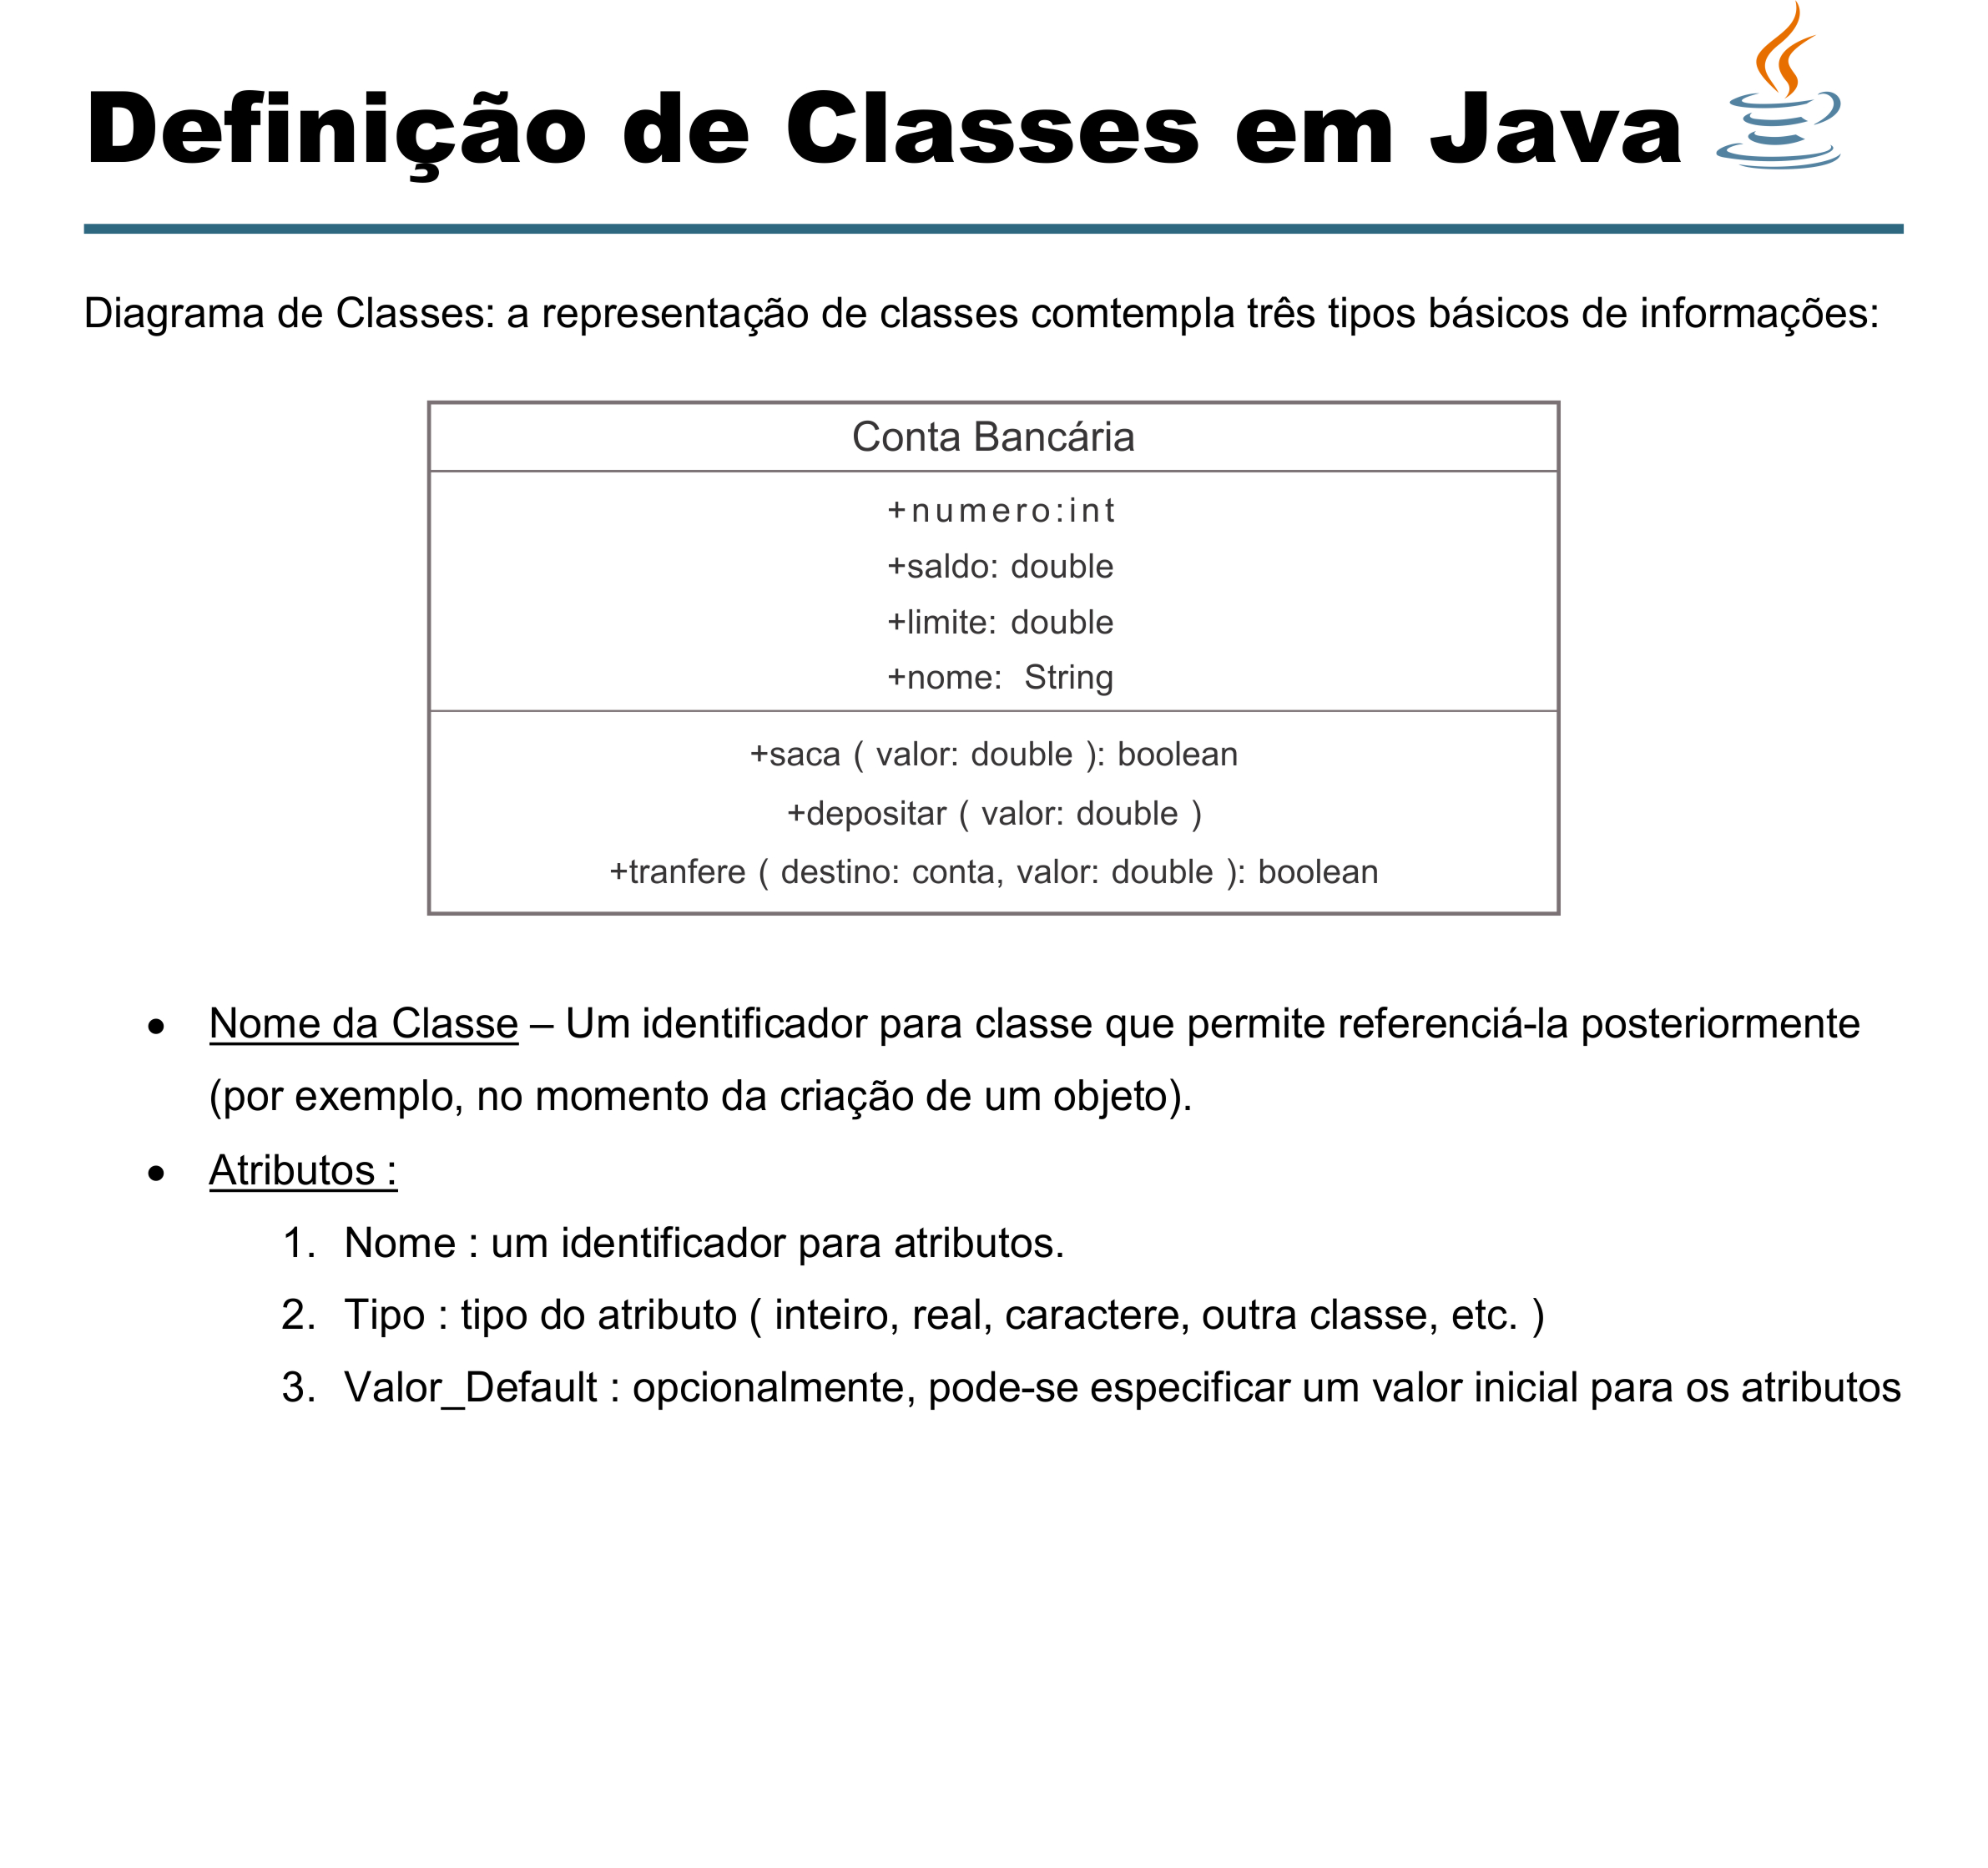 Definição de Classes em Java
Diagrama de Classes: a representação de classes comtempla três tipos básicos de informações:
Conta Bancária
+numero:int
+saldo: double
+limite: double
+nome: String
+saca ( valor: double ): boolean
+depositar ( valor: double )
+tranfere ( destino: conta, valor: double ): boolean
• Nome da Classe – Um identificador para classe que permite referenciá-la posteriormente
(por exemplo, no momento da criação de um objeto).
• Atributos :
1. Nome : um identificador para atributos.
2. Tipo : tipo do atributo ( inteiro, real, caractere, outra classe, etc. )
3. Valor_Default : opcionalmente, pode-se especificar um valor inicial para os atributos